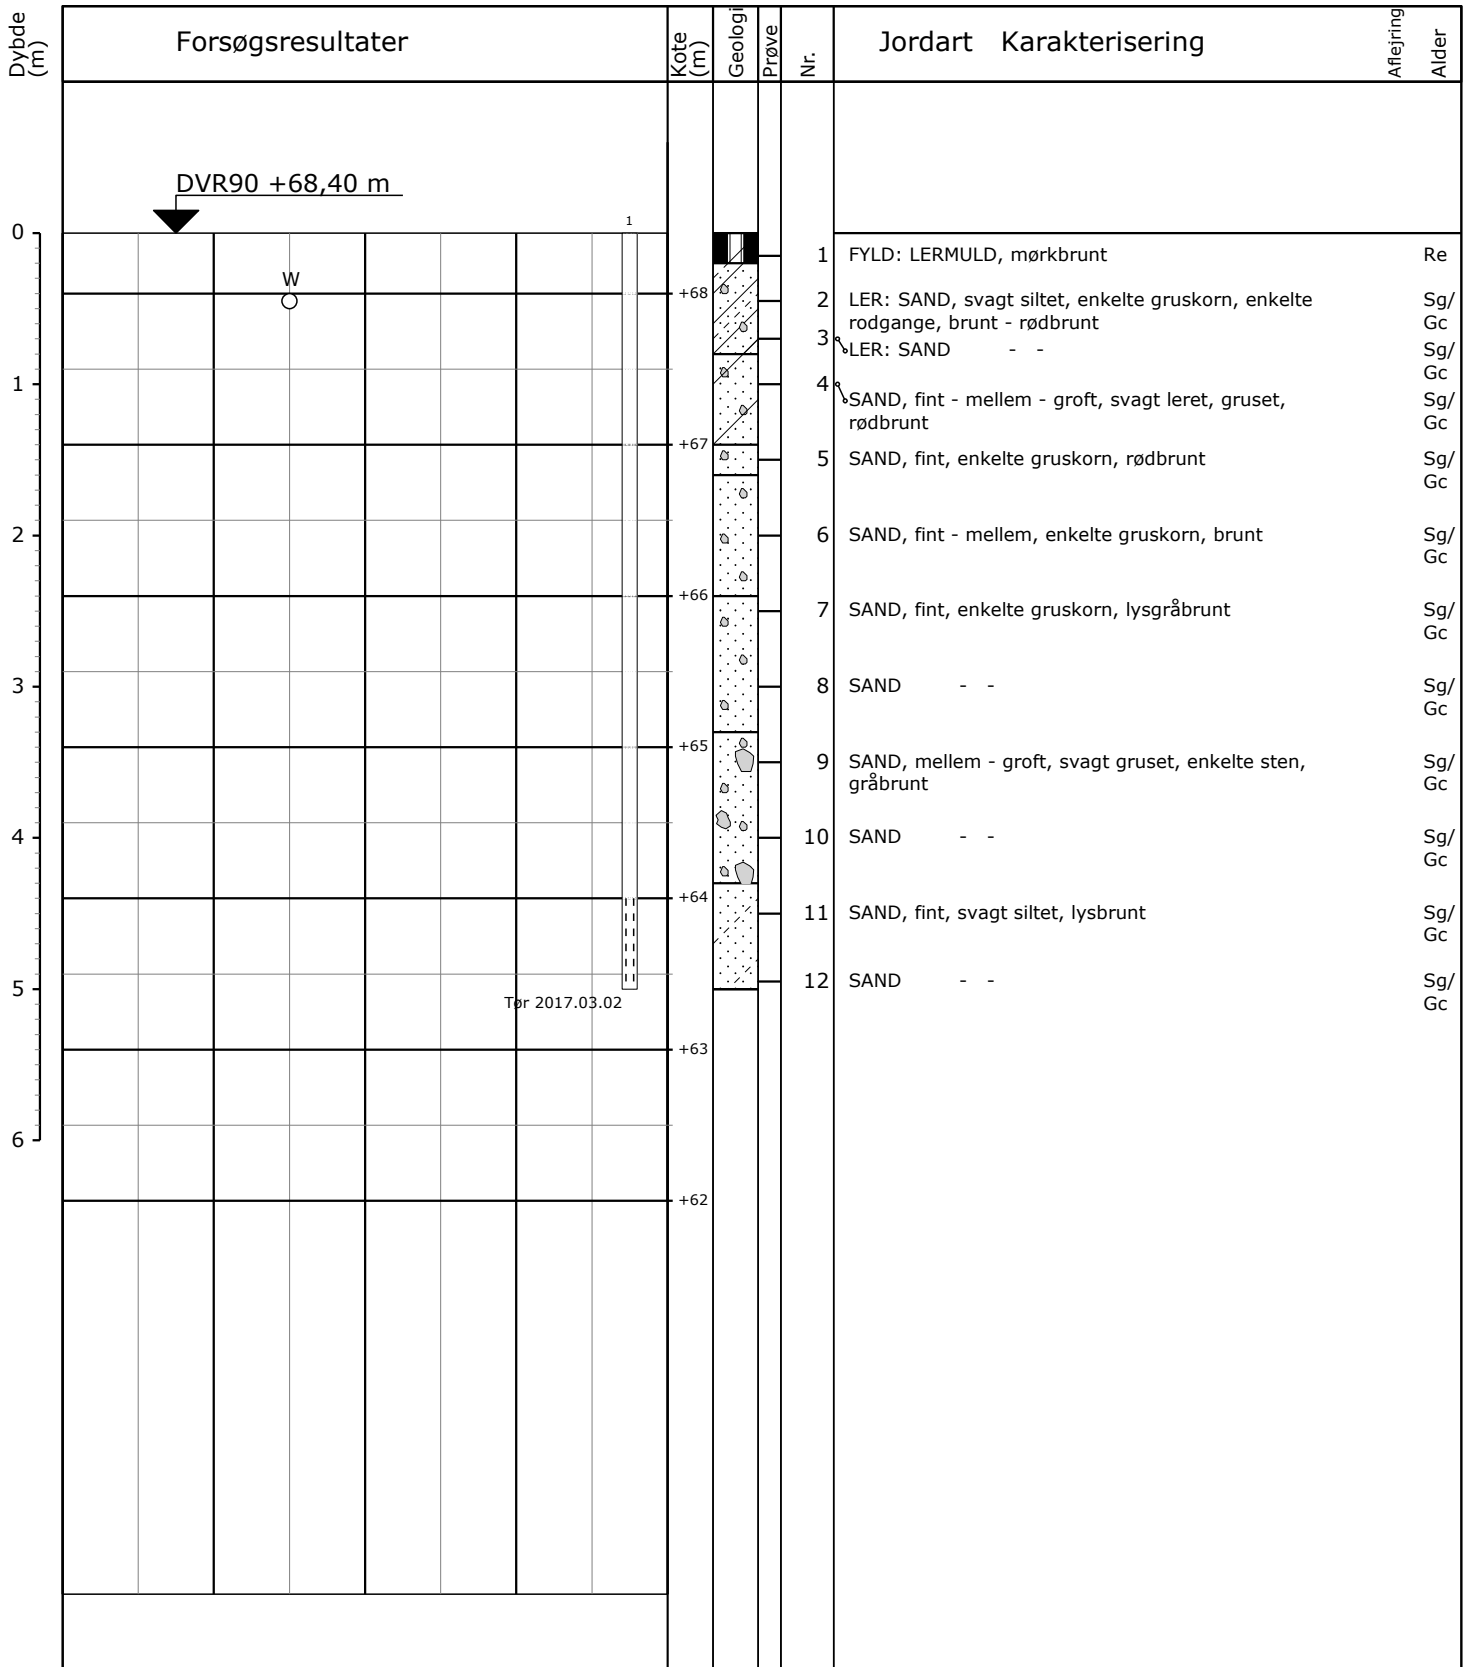 Dybde (m)
Forsøgsresultater
Kote (m)
Geologi
Prøve
Nr.
Jordart Karakterisering
Aflejring
Alder
DVR90 +68,40 m
0
1
W
1 FYLD: LERMULD, mørkbrunt Re
+68
2 LER: SAND, svagt siltet, enkelte gruskorn, enkelte Sg/
rodgange, brunt - rødbrunt Gc
3 LER: SAND - - Sg/
Gc
1
4 SAND, fint - mellem - groft, svagt leret, gruset, Sg/
rødbrunt Gc
+67
5 SAND, fint, enkelte gruskorn, rødbrunt Sg/
Gc
2
6 SAND, fint - mellem, enkelte gruskorn, brunt Sg/
Gc
+66
7 SAND, fint, enkelte gruskorn, lysgråbrunt Sg/
Gc
3
8 SAND - - Sg/
Gc
+65
9 SAND, mellem - groft, svagt gruset, enkelte sten, Sg/
gråbrunt Gc
4
10 SAND - - Sg/
Gc
+64
11 SAND, fint, svagt siltet, lysbrunt Sg/
Gc
5
12 SAND - - Sg/
Gc
Tør 2017.03.02
+63
6
+62